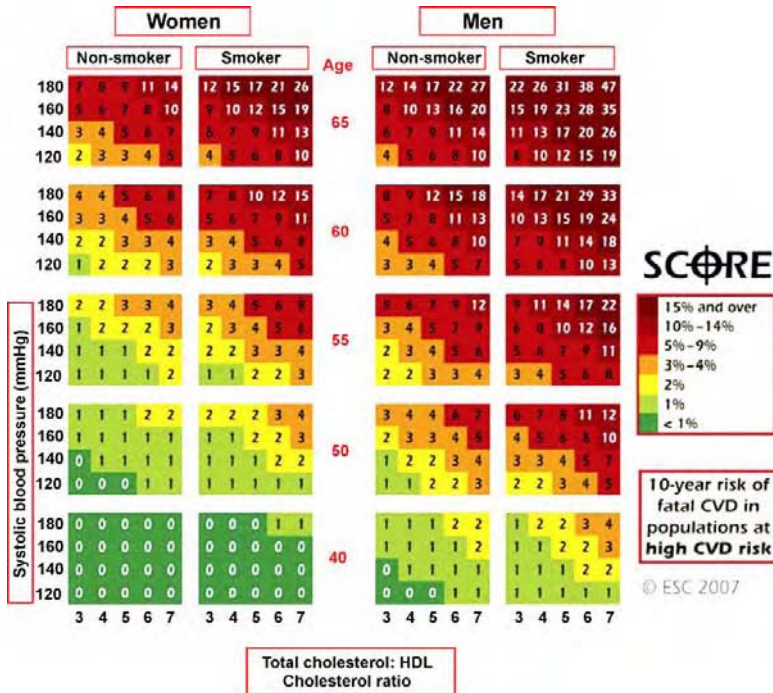 Women Men
Non-smoker Smoker Age Non-smoker Smoker
180 7 8 9 11 14 12 15 17 21 26 12 14 17 22 27 22 26 31 38 47
160 5 6 7 8 10 9 10 12 15 19 8 10 13 16 20 15 19 23 28 35
65
140 3 4 5 6 7 6 7 9 11 13 6 7 9 11 14 11 13 17 20 26
120 2 3 3 4 5 4 5 6 8 10 4 5 6 8 10 8 10 12 15 19
180 4 4 5 6 8 7 8 10 12 15 8 9 12 15 18 14 17 21 29 33
160 3 3 4 5 6 5 6 7 9 11 5 7 8 11 13 10 13 15 19 24
60
140 2 2 3 3 4 3 4 5 6 8 4 5 6 8 10 7 9 11 14 18
120 1 2 2 2 3 2 3 3 4 5 3 3 4 5 7 5 6 8 10 13
180 2 2 3 3 4 4 5 5 6 8 5 6 7 9 12 9 11 14 17 22
160 1 2 2 2 3 2 3 4 5 6 3 4 5 7 9 6 8 10 12 16
55
140 1 1 1 2 2 2 2 3 3 4 3 3 4 5 6 5 6 7 9 11
120 1 1 1 1 2 1 1 2 2 3 2 2 3 3 4 3 4 5 6 8
180 1 1 1 2 2 2 2 2 3 4 3 4 4 6 7 6 7 8 11 12
160 1 1 1 1 1 1 2 2 2 3 2 3 3 4 5 4 5 6 7 10
50
140 0 1 1 1 1 1 1 1 2 2 1 2 2 3 4 3 4 5 6 7
120 0 0 0 1 1 1 1 1 1 1 1 1 2 2 3 2 2 3 4 5
180 0 0 0 0 0 0 0 0 1 1 1 1 1 2 2 1 2 2 3 4
160 0 0 0 0 0 0 0 0 0 0 1 1 1 1 2 1 1 2 2 3
40
140 0 0 0 0 0 0 0 0 0 0 0 1 1 1 1 1 1 1 2 2
120 0 0 0 0 0 0 0 0 0 0 0 0 0 1 1 1 1 1 1 1
3 4 5 6 7 3 4 5 6 7 3 4 5 6 7 3 4 5 6 7
Systolic blood pressure (mmHg)
Total cholesterol: HDL
Cholesterol ratio
SCORE
15% and over
10%–14%
5%–9%
3%–4%
2%
1%
< 1%
10-year risk of
fatal CVD in
populations at
high CVD risk
© ESC 2007